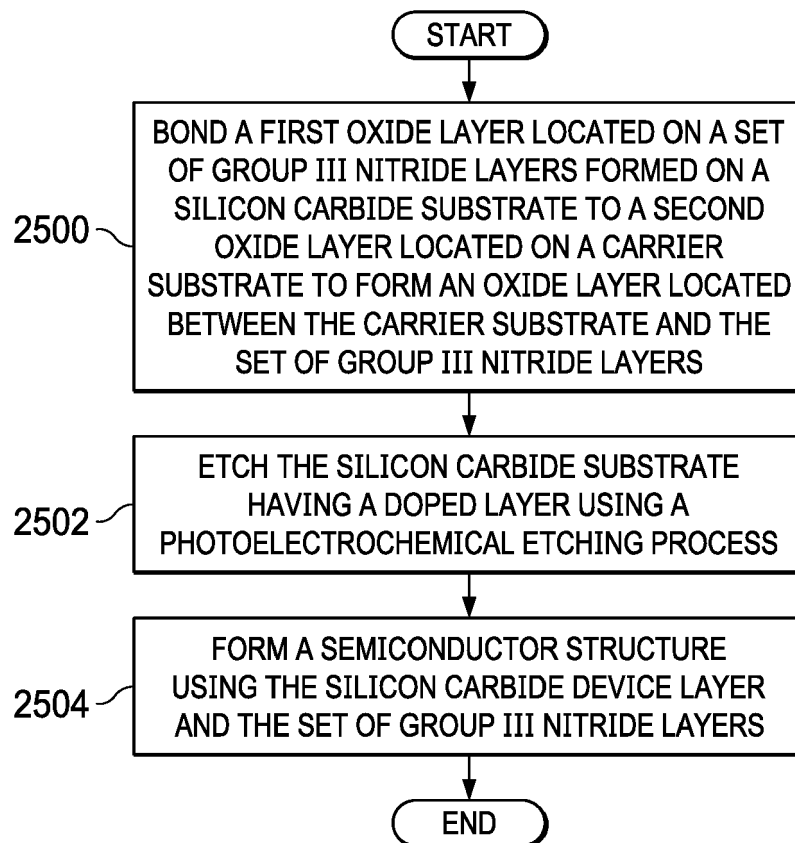 START
BOND A FIRST OXIDE LAYER LOCATED ON A SET
OF GROUP III NITRIDE LAYERS FORMED ON A
SILICON CARBIDE SUBSTRATE TO A SECOND
OXIDE LAYER LOCATED ON A CARRIER
SUBSTRATE TO FORM AN OXIDE LAYER LOCATED
BETWEEN THE CARRIER SUBSTRATE AND THE
SET OF GROUP III NITRIDE LAYERS
2500
ETCH THE SILICON CARBIDE SUBSTRATE
HAVING A DOPED LAYER USING A
PHOTOELECTROCHEMICAL ETCHING PROCESS
2502
FORM A SEMICONDUCTOR STRUCTURE
USING THE SILICON CARBIDE DEVICE LAYER
AND THE SET OF GROUP III NITRIDE LAYERS
2504
END